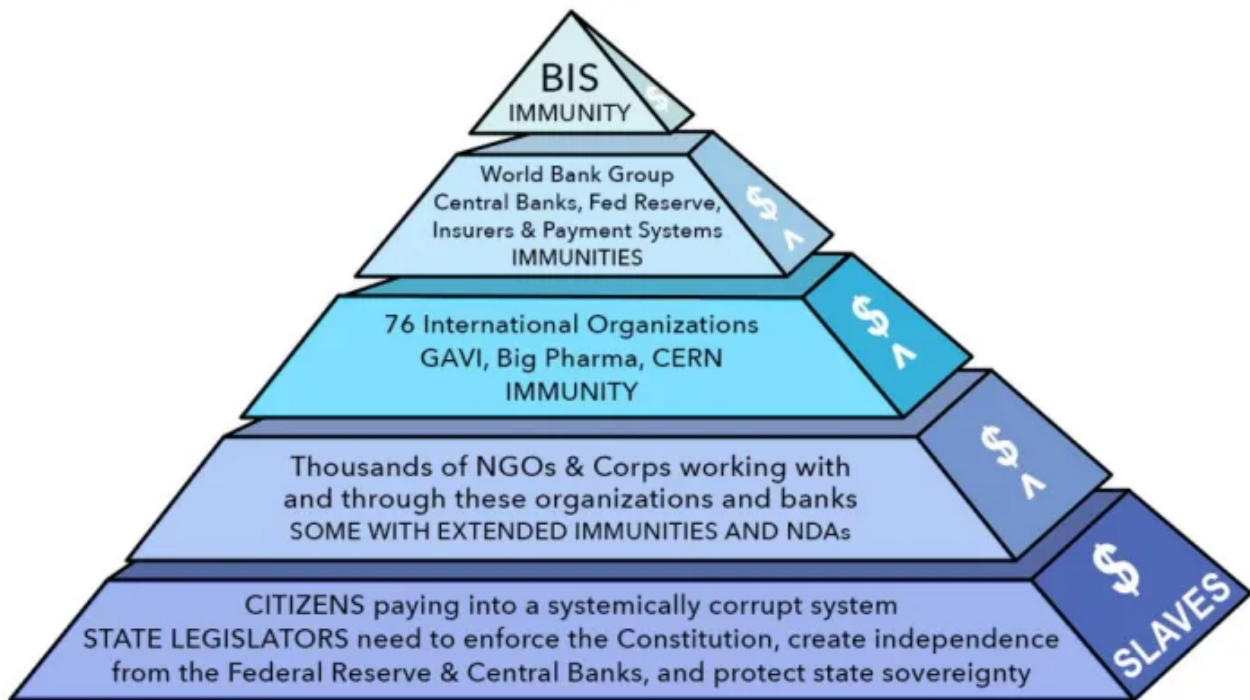 BIS
IMMUNITY
$
World Bank Group
Central Banks, Fed Reserve,
Insurers & Payment Systems
IMMUNITIES
$
76 International Organizations
GAVI, Big Pharma, CERN
IMMUNITY
$
Thousands of NGOs & Corps working with
and through these organizations and banks
SOME WITH EXTENDED IMMUNITIES AND NDAs
$
CITIZENS paying into a systemically corrupt system
STATE LEGISLATORS need to enforce the Constitution, create independence
from the Federal Reserve & Central Banks, and protect state sovereignty
$
SLAVES